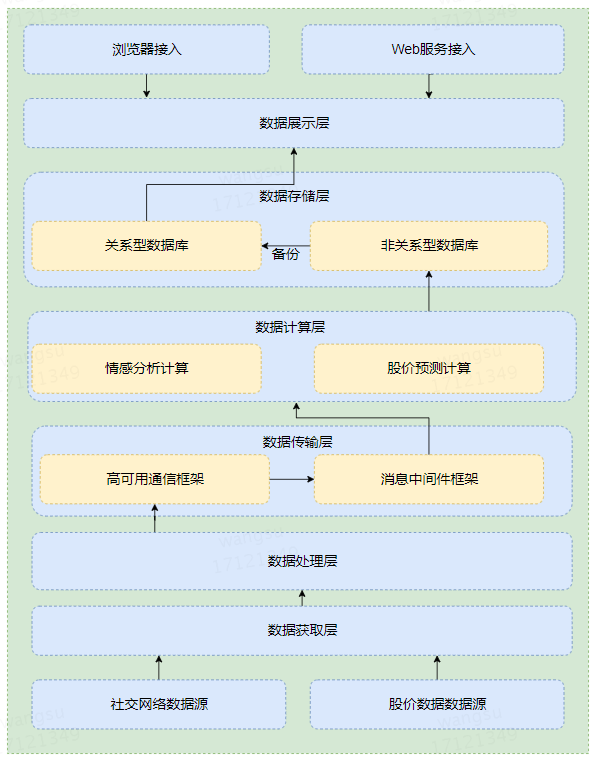 浏览器接入
Web服务接入
数据展示层
数据存储层
关系型数据库
备份
非关系型数据库
数据计算层
情感分析计算
股价预测计算
数据传输层
高可用通信框架
消息中间件框架
wangsu
17121349
数据处理层
数据获取层
社交网络数据源
股价数据数据源
wangsu
17121349